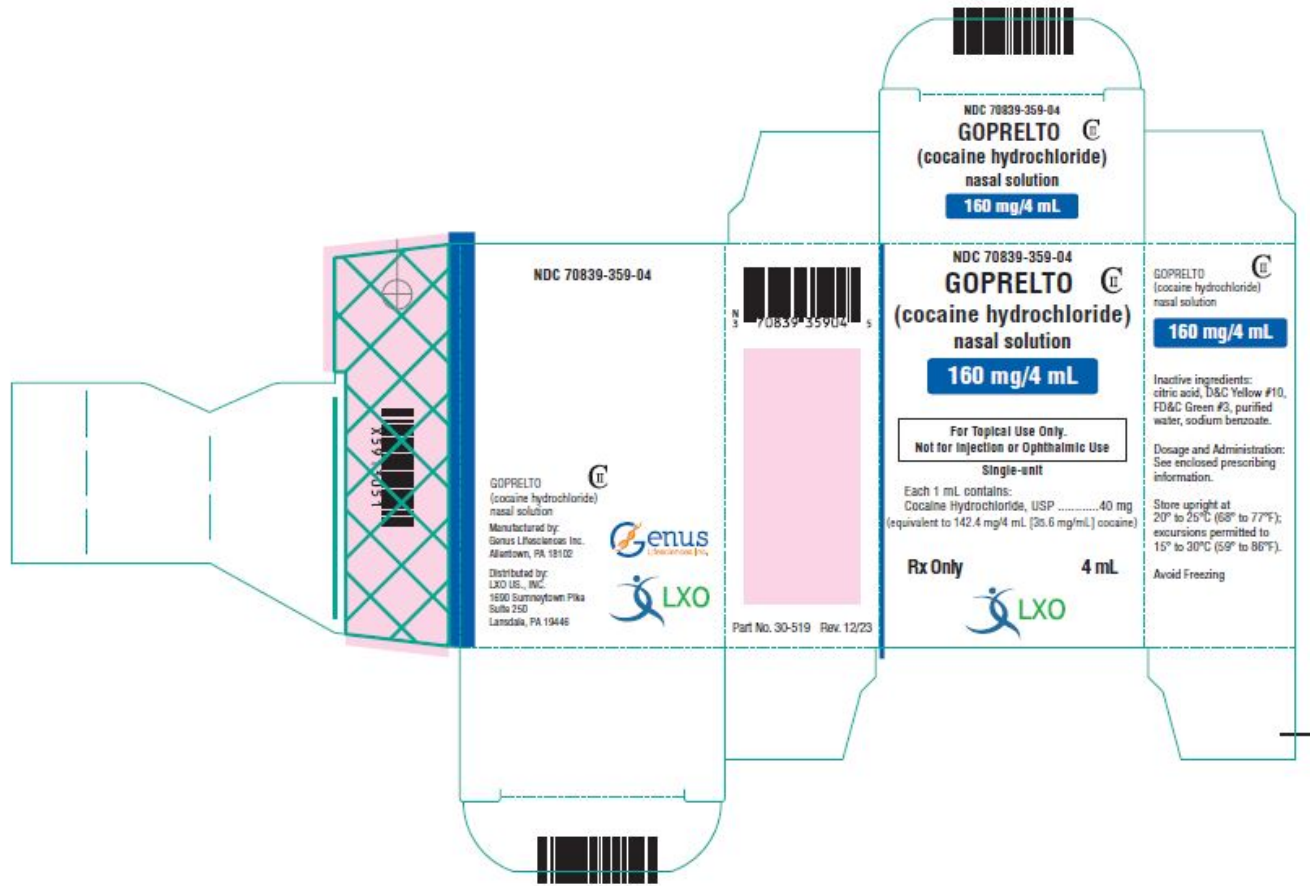 NDC 70839-359-04
GOPRELTO CII
(cocaine hydrochloride)
nasal solution
160 mg/4 mL
NDC 70839-359-04
GOPRELTO
(cocaine hydrochloride)
nasal solution
Manufactured by:
Genus Lifesciences Inc.
Allentown, PA 18102
Distributed by:
LXO US., INC.
1690 Sumneytown Pike
Suite 250
Lansdale, PA 19446
CII
Genus
Lifesciences Inc.
LXO
N
3 70839 35904 5
Part No. 30-519 Rev. 12/23
NDC 70839-359-04
GOPRELTO CII
(cocaine hydrochloride)
nasal solution
160 mg/4 mL
For Topical Use Only.
Not for Injection or Ophthalmic Use
Single-unit
Each 1 mL contains:
Cocaine Hydrochloride, USP ............40 mg
(equivalent to 142.4 mg/4 mL [35.6 mg/mL] cocaine)
Rx Only 4 mL
LXO
GOPRELTO CII
(cocaine hydrochloride)
nasal solution
160 mg/4 mL
Inactive ingredients:
citric acid, D&C Yellow #10,
FD&C Green #3, purified
water, sodium benzoate.
Dosage and Administration:
See enclosed prescribing
information.
Store upright at
20° to 25°C (68° to 77°F);
excursions permitted to
15° to 30°C (59° to 86°F).
Avoid Freezing